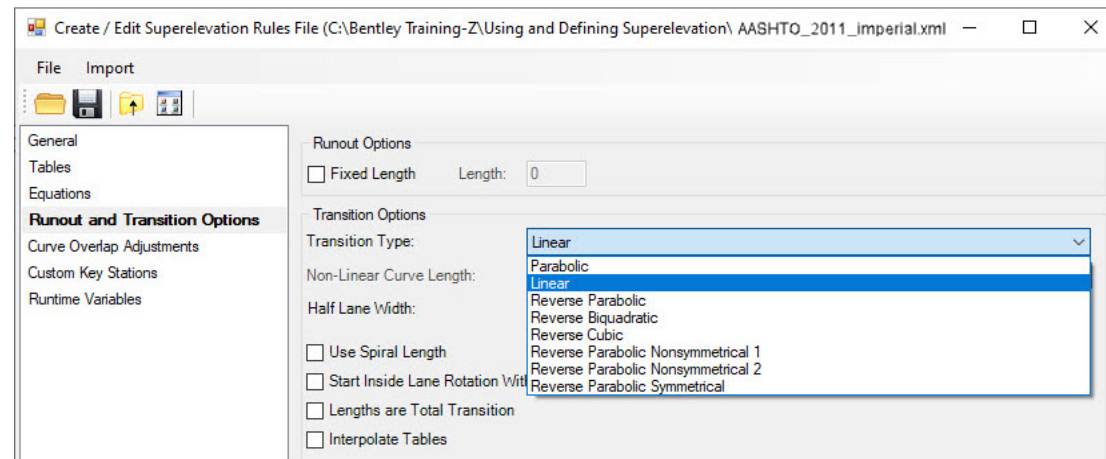 Create / Edit Superelevation Rules File (C:\Bentley Training-Z\Using and Defining Superelevation\ AASHTO_2011_imperial.xml
File Import
General
Tables
Equations
Runout and Transition Options
Curve Overlap Adjustments
Custom Key Stations
Runtime Variables
Runout Options
Fixed Length Length: 0
Transition Options
Transition Type: Linear
Non-Linear Curve Length:
Half Lane Width:
Parabolic
Linear
Reverse Parabolic
Reverse Biquadratic
Reverse Cubic
Reverse Parabolic Nonsymmetrical 1
Reverse Parabolic Nonsymmetrical 2
Reverse Parabolic Symmetrical
Use Spiral Length
Start Inside Lane Rotation Wit
Lengths are Total Transition
Interpolate Tables